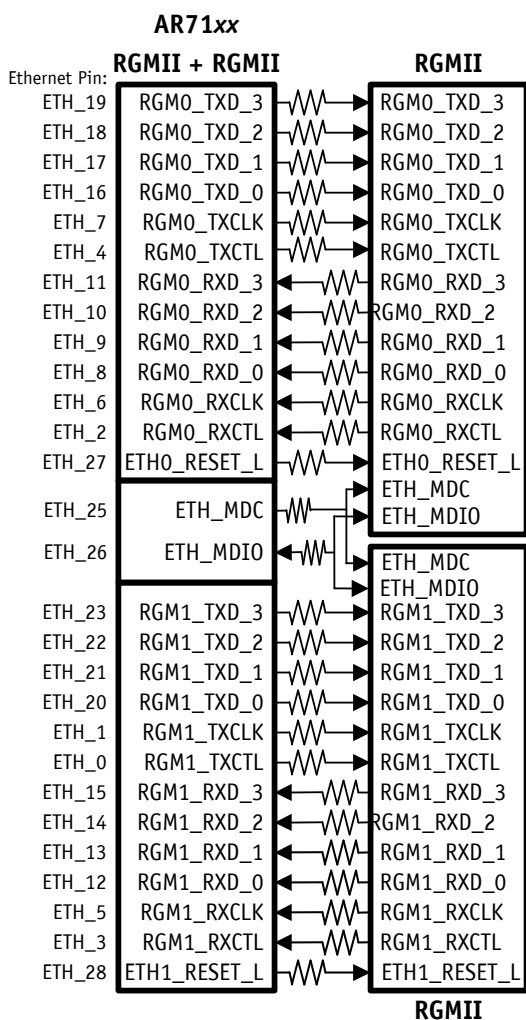 AR71xx
RGMII + RGMII RGMII
Ethernet Pin:
ETH_19 RGM0_TXD_3 RGM0_TXD_3
ETH_18 RGM0_TXD_2 RGM0_TXD_2
ETH_17 RGM0_TXD_1 RGM0_TXD_1
ETH_16 RGM0_TXD_0 RGM0_TXD_0
ETH_7 RGM0_TXCLK RGM0_TXCLK
ETH_4 RGM0_TXCTL RGM0_TXCTL
ETH_11 RGM0_RXD_3 RGM0_RXD_3
ETH_10 RGM0_RXD_2 RGM0_RXD_2
ETH_9 RGM0_RXD_1 RGM0_RXD_1
ETH_8 RGM0_RXD_0 RGM0_RXD_0
ETH_6 RGM0_RXCLK RGM0_RXCLK
ETH_2 RGM0_RXCTL RGM0_RXCTL
ETH_27 ETH0_RESET_L ETH0_RESET_L
ETH_MDC
ETH_25 ETH_MDC ETH_MDIO
ETH_26 ETH_MDIO ETH_MDC
ETH_MDIO
ETH_23 RGM1_TXD_3 RGM1_TXD_3
ETH_22 RGM1_TXD_2 RGM1_TXD_2
ETH_21 RGM1_TXD_1 RGM1_TXD_1
ETH_20 RGM1_TXD_0 RGM1_TXD_0
ETH_1 RGM1_TXCLK RGM1_TXCLK
ETH_0 RGM1_TXCTL RGM1_TXCTL
ETH_15 RGM1_RXD_3 RGM1_RXD_3
ETH_14 RGM1_RXD_2 RGM1_RXD_2
ETH_13 RGM1_RXD_1 RGM1_RXD_1
ETH_12 RGM1_RXD_0 RGM1_RXD_0
ETH_5 RGM1_RXCLK RGM1_RXCLK
ETH_3 RGM1_RXCTL RGM1_RXCTL
ETH_28 ETH1_RESET_L ETH1_RESET_L
RGMII